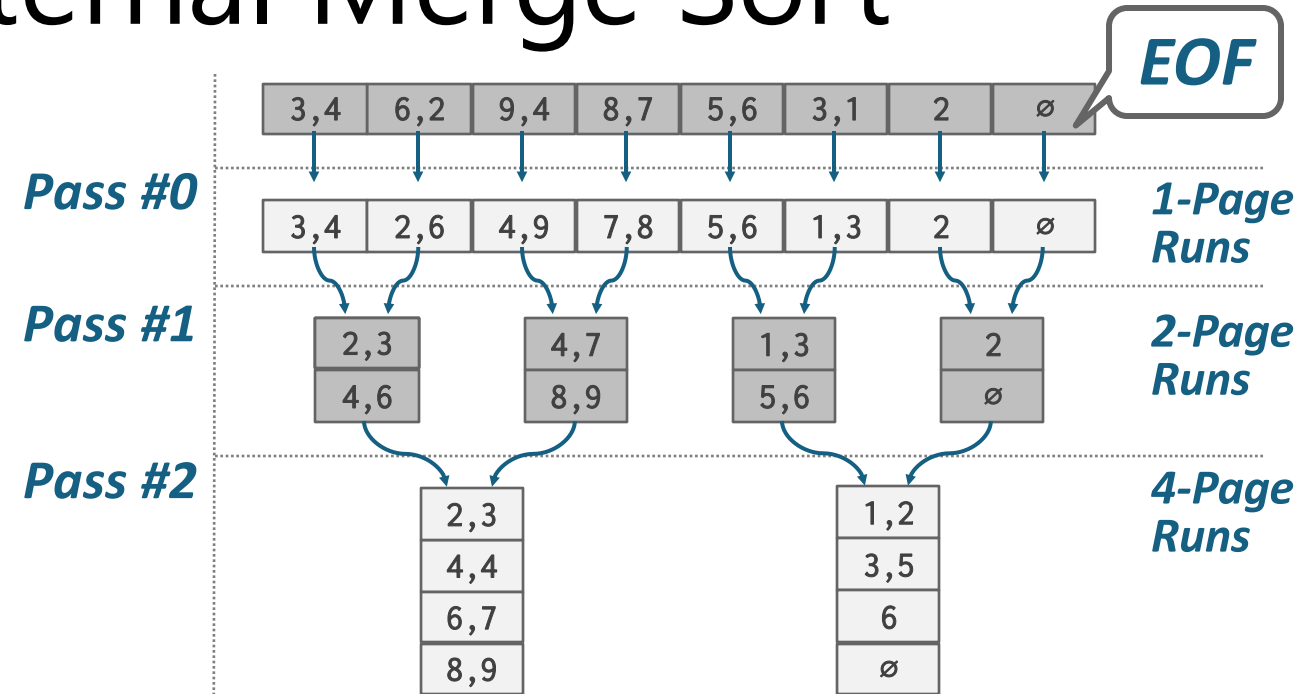 ternal Merge Sort
EOF
3,4 6,2 9,4 8,7 5,6 3,1 2 ∅
Pass #0
3,4 2,6 4,9 7,8 5,6 1,3 2 ∅
1-Page
Runs
Pass #1
2,3 4,7 1,3 2
4,6 8,9 5,6 ∅
2-Page
Runs
Pass #2
2,3 1,2
4,4 3,5
6,7 6
8,9 ∅
4-Page
Runs